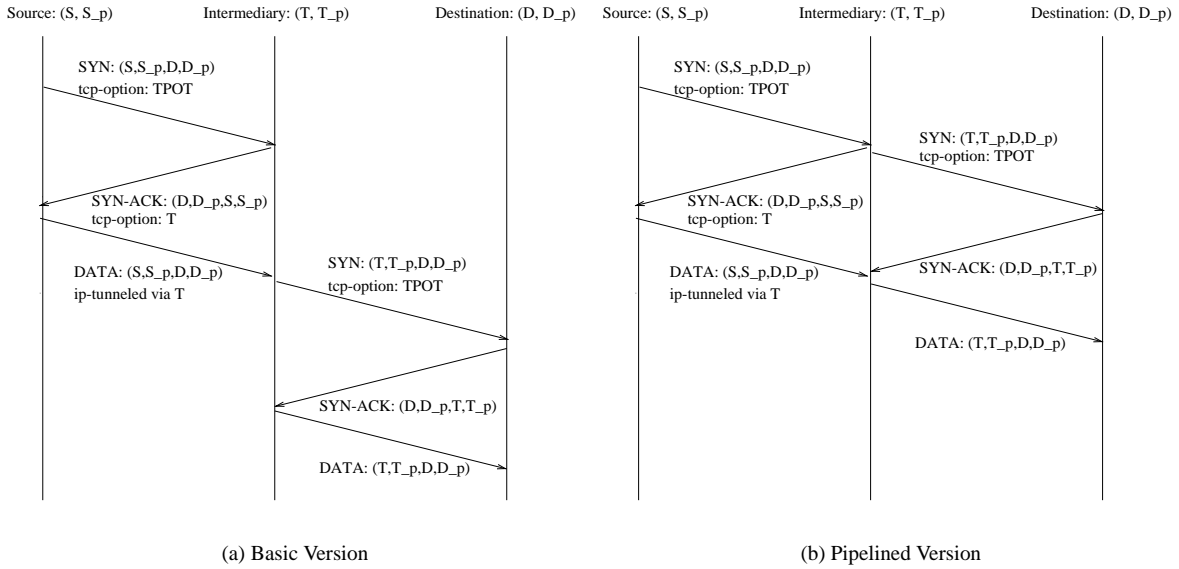 Source: (S, S_p)
Intermediary: (T, T_p)
Destination: (D, D_p)
SYN: (S,S_p,D,D_p)
tcp-option: TPOT
SYN-ACK: (D,D_p,S,S_p)
tcp-option: T
DATA: (S,S_p,D,D_p)
ip-tunneled via T
SYN: (T,T_p,D,D_p)
tcp-option: TPOT
SYN-ACK: (D,D_p,T,T_p)
DATA: (T,T_p,D,D_p)
(a) Basic Version
Source: (S, S_p)
Intermediary: (T, T_p)
Destination: (D, D_p)
SYN: (S,S_p,D,D_p)
tcp-option: TPOT
SYN: (T,T_p,D,D_p)
tcp-option: TPOT
SYN-ACK: (D,D_p,S,S_p)
tcp-option: T
DATA: (S,S_p,D,D_p)
ip-tunneled via T
SYN-ACK: (D,D_p,T,T_p)
DATA: (T,T_p,D,D_p)
(b) Pipelined Version